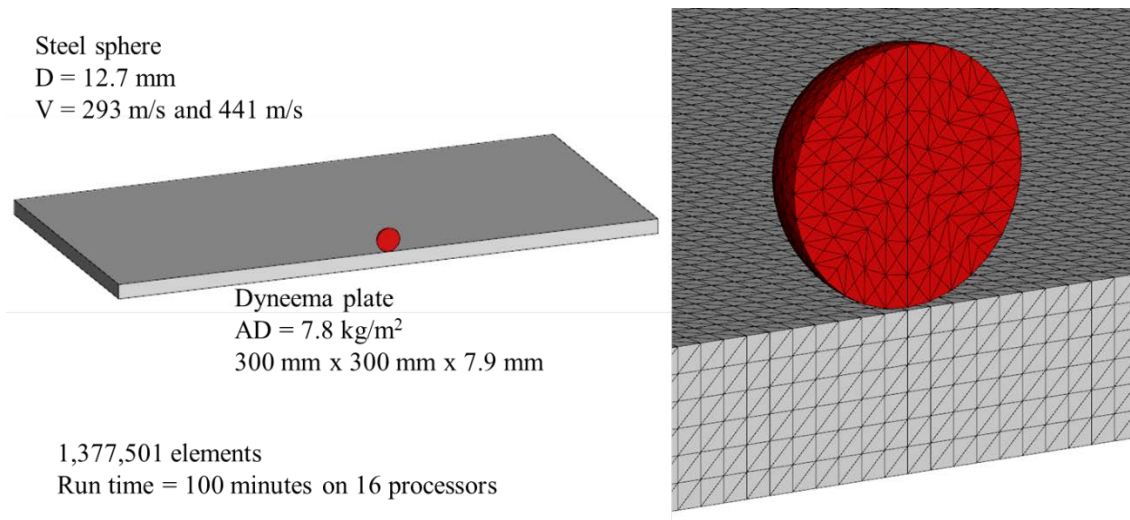 Steel sphere
D = 12.7 mm
V = 293 m/s and 441 m/s
Dyneema plate
AD = 7.8 kg/m²
300 mm x 300 mm x 7.9 mm
1,377,501 elements
Run time = 100 minutes on 16 processors